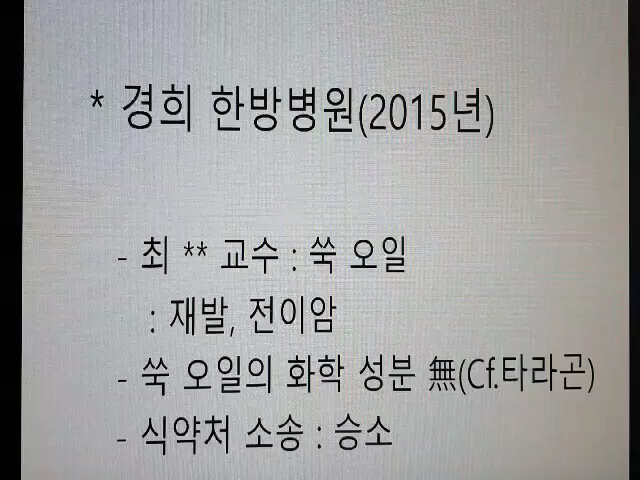 * 경희 한방병원(2015년)
- 최 ** 교수 : 쑥 오일
: 재발, 전이암
- 쑥 오일의 화학 성분 無(Cf.타라곤)
- 식약처 소송 : 승소